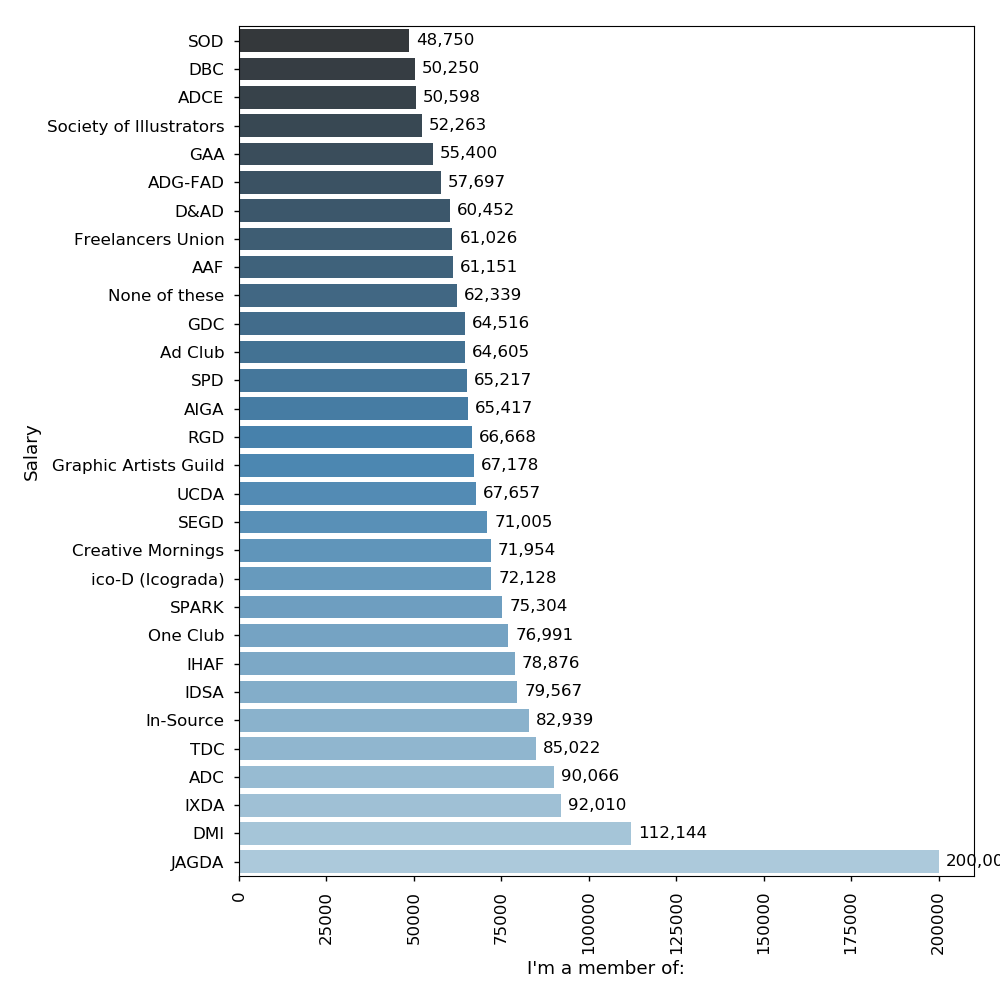 SOD 48,750
DBC 50,250
ADCE 50,598
Society of Illustrators 52,263
GAA 55,400
ADG-FAD 57,697
D&AD 60,452
Freelancers Union 61,026
AAF 61,151
None of these 62,339
GDC 64,516
Ad Club 64,605
SPD 65,217
AIGA 65,417
RGD 66,668
Graphic Artists Guild 67,178
UCDA 67,657
SEGD 71,005
Creative Mornings 71,954
ico-D (Icograda) 72,128
SPARK 75,304
One Club 76,991
IHAF 78,876
IDSA 79,567
In-Source 82,939
TDC 85,022
ADC 90,066
IXDA 92,010
DMI 112,144
JAGDA 200,00
Salary
0 25000 50000 75000 100000 125000 150000 175000 200000
I'm a member of: